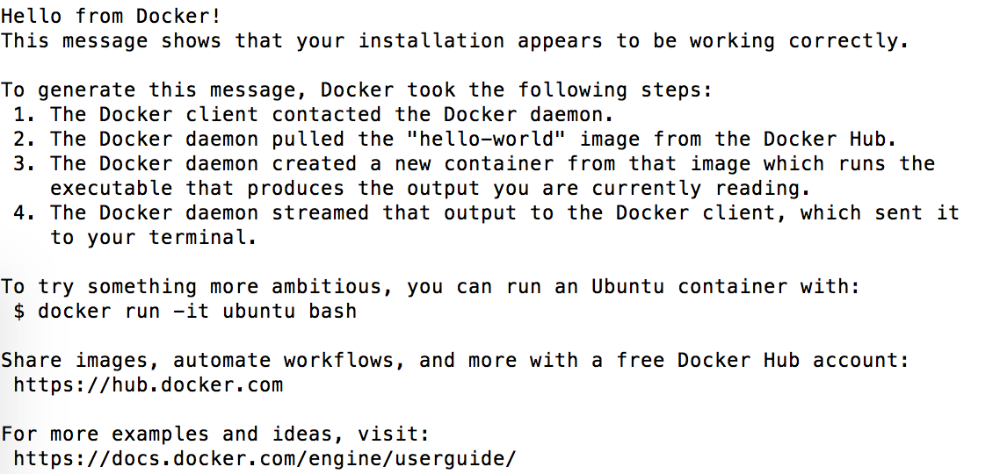 Hello from Docker!
This message shows that your installation appears to be working correctly.

To generate this message, Docker took the following steps:
 1. The Docker client contacted the Docker daemon.
 2. The Docker daemon pulled the "hello-world" image from the Docker Hub.
 3. The Docker daemon created a new container from that image which runs the
    executable that produces the output you are currently reading.
 4. The Docker daemon streamed that output to the Docker client, which sent it
    to your terminal.

To try something more ambitious, you can run an Ubuntu container with:
 $ docker run -it ubuntu bash

Share images, automate workflows, and more with a free Docker Hub account:
 https://hub.docker.com

For more examples and ideas, visit:
 https://docs.docker.com/engine/userguide/